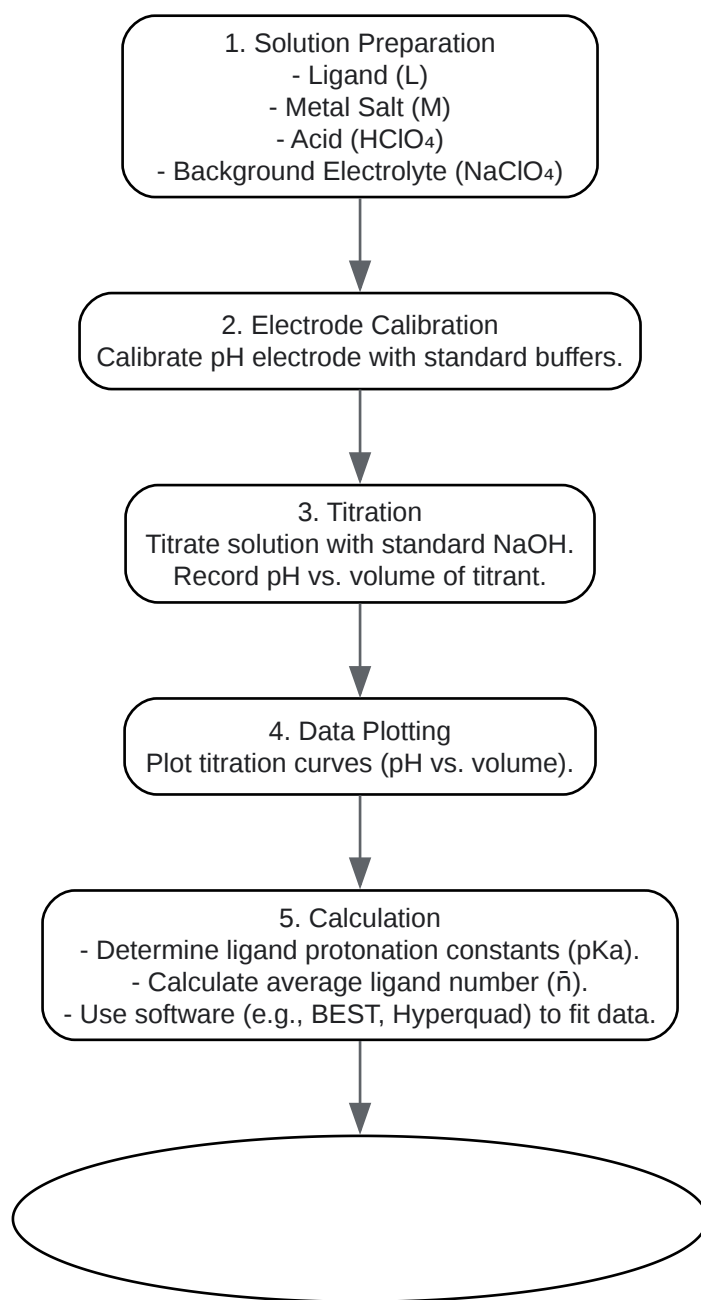 1. Solution Preparation
- Ligand (L)
- Metal Salt (M)
- Acid (HClO₄)
- Background Electrolyte (NaClO₄)
2. Electrode Calibration
Calibrate pH electrode with standard buffers.
3. Titration
Titrate solution with standard NaOH.
Record pH vs. volume of titrant.
4. Data Plotting
Plot titration curves (pH vs. volume).
5. Calculation
- Determine ligand protonation constants (pKa).
- Calculate average ligand number (n̄).
- Use software (e.g., BEST, Hyperquad) to fit data.